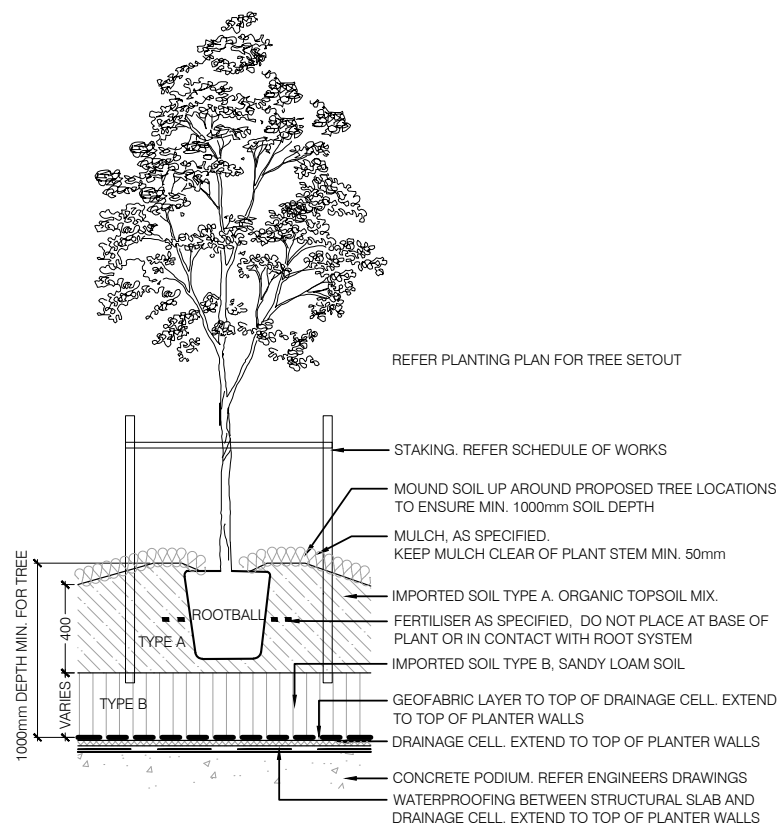 REFER PLANTING PLAN FOR TREE SETOUT
STAKING. REFER SCHEDULE OF WORKS
MOUND SOIL UP AROUND PROPOSED TREE LOCATIONS
TO ENSURE MIN. 1000mm SOIL DEPTH
MULCH, AS SPECIFIED.
KEEP MULCH CLEAR OF PLANT STEM MIN. 50mm
IMPORTED SOIL TYPE A. ORGANIC TOPSOIL MIX.
FERTILISER AS SPECIFIED, DO NOT PLACE AT BASE OF
PLANT OR IN CONTACT WITH ROOT SYSTEM
IMPORTED SOIL TYPE B, SANDY LOAM SOIL
GEOFABRIC LAYER TO TOP OF DRAINAGE CELL. EXTEND
TO TOP OF PLANTER WALLS
DRAINAGE CELL. EXTEND TO TOP OF PLANTER WALLS
CONCRETE PODIUM. REFER ENGINEERS DRAWINGS
WATERPROOFING BETWEEN STRUCTURAL SLAB AND
DRAINAGE CELL. EXTEND TO TOP OF PLANTER WALLS
ROOTBALL
TYPE A
TYPE B
400
VARIES
1000mm DEPTH MIN. FOR TREE